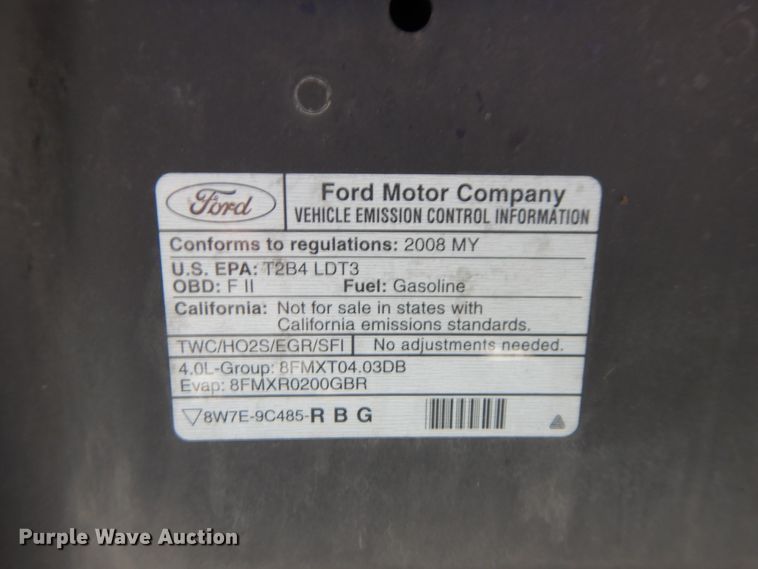 Ford
Ford Motor Company
VEHICLE EMISSION CONTROL INFORMATION
Conforms to regulations: 2008 MY
U.S. EPA: T2B4 LDT3
OBD: F II Fuel: Gasoline
California: Not for sale in states with
California emissions standards.
TWC/HO2S/EGR/SFI No adjustments needed.
4.0L-Group: 8FMXT04.03DB
Evap: 8FMXR0200GBR
8W7E-9C485-R B G
Purple Wave Auction